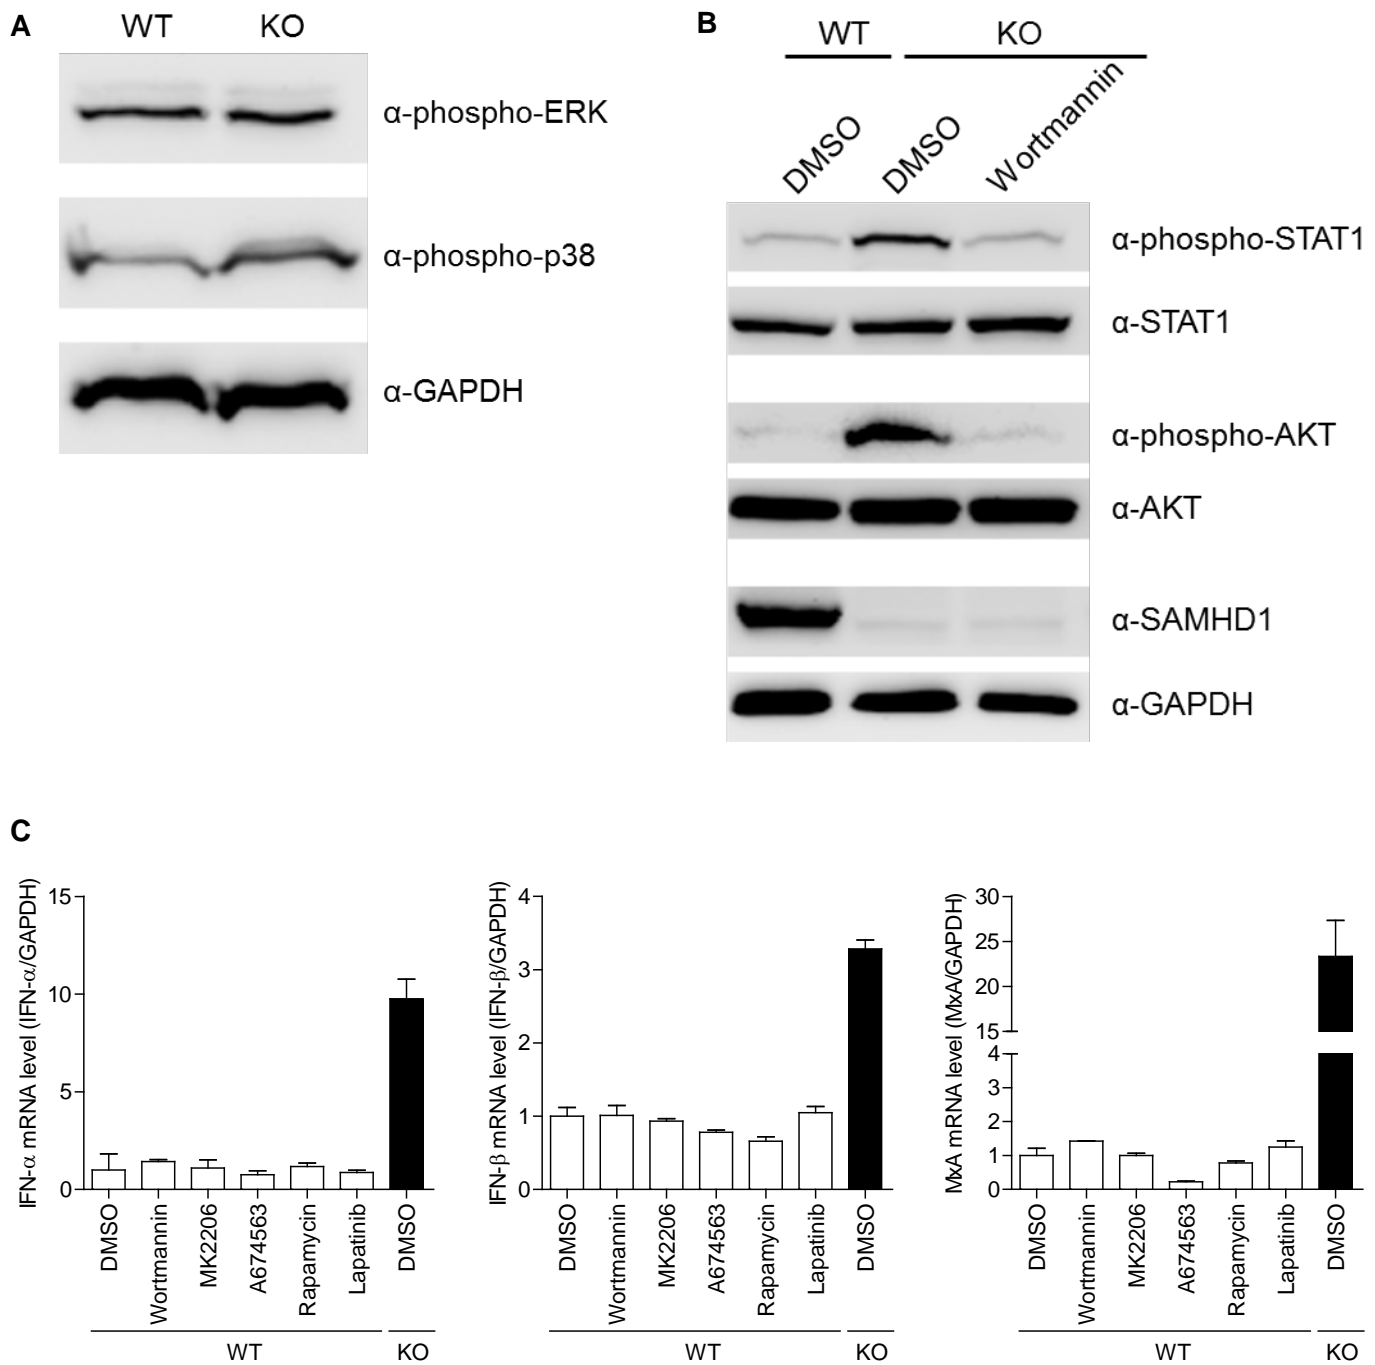 A
WT KO
α-phospho-ERK
α-phospho-p38
α-GAPDH
B
WT KO
DMSO DMSO Wortmannin
α-phospho-STAT1
α-STAT1
α-phospho-AKT
α-AKT
α-SAMHD1
α-GAPDH
C
IFN-α mRNA level (IFN-α/GAPDH)
15
10
5
0
DMSO
Wortmannin
MK2206
A674563
Rapamycin
Lapatinib
DMSO
WT KO
IFN-β mRNA level (IFN-β/GAPDH)
4
3
2
1
0
DMSO
Wortmannin
MK2206
A674563
Rapamycin
Lapatinib
DMSO
WT KO
MxA mRNA level (MxA/GAPDH)
30
25
20
15
4
3
2
1
0
DMSO
Wortmannin
MK2206
A674563
Rapamycin
Lapatinib
DMSO
WT KO